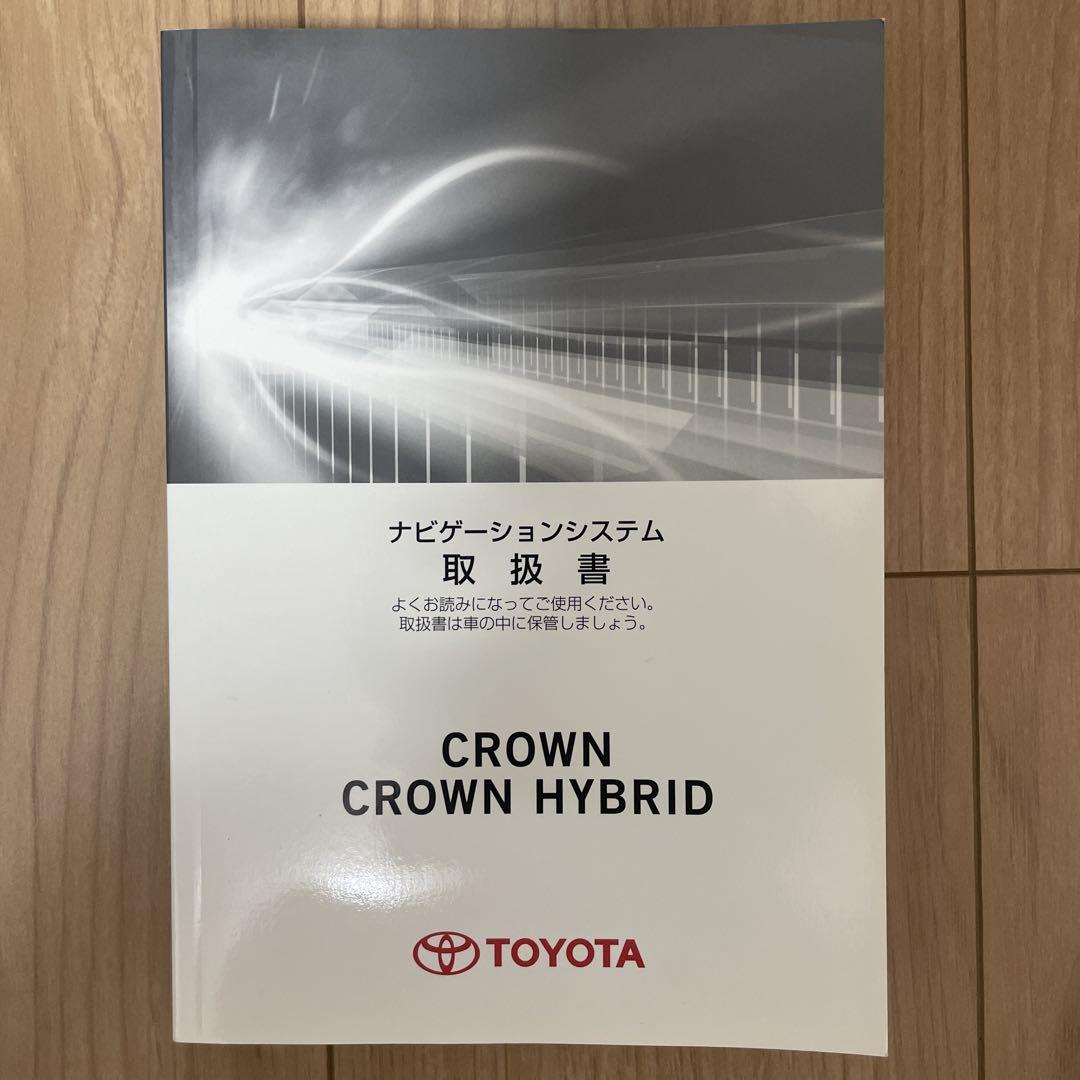 ナビゲーションシステム
取扱書
よくお読みになってご使用ください。
取扱書は車の中に保管しましょう。
CROWN
CROWN HYBRID
TOYOTA